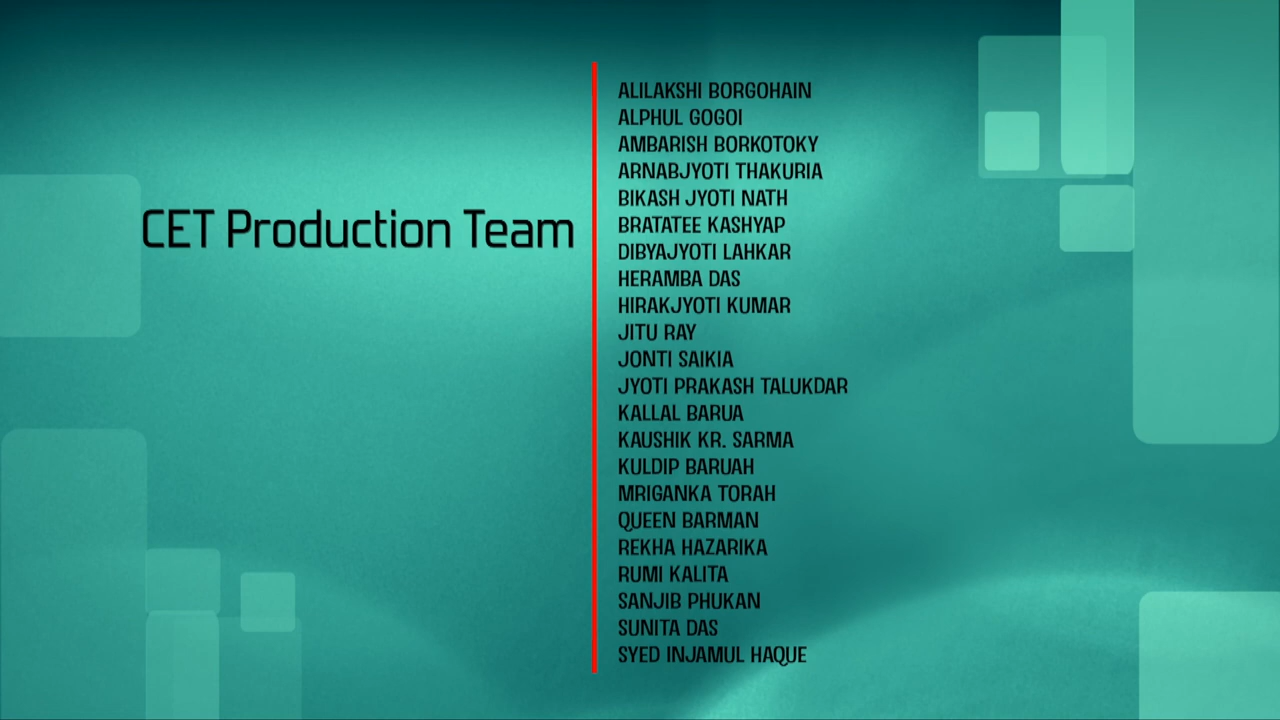 CET Production Team
ALILAKSHI BORGOHAIN
ALPHUL GOGOI
AMBARISH BORKOTOKY
ARNABJYOTI THAKURIA
BIKASH JYOTI NATH
BRATATEE KASHYAP
DIBYAJYOTI LAHKAR
HERAMBA DAS
HIRAKJYOTI KUMAR
JITU RAY
JONTI SAIKIA
JYOTI PRAKASH TALUKDAR
KALLAL BARUA
KAUSHIK KR. SARMA
KULDIP BARUAH
MRIGANKA TORAH
QUEEN BARMAN
REKHA HAZARIKA
RUMI KALITA
SANJIB PHUKAN
SUNITA DAS
SYED INJAMUL HAQUE